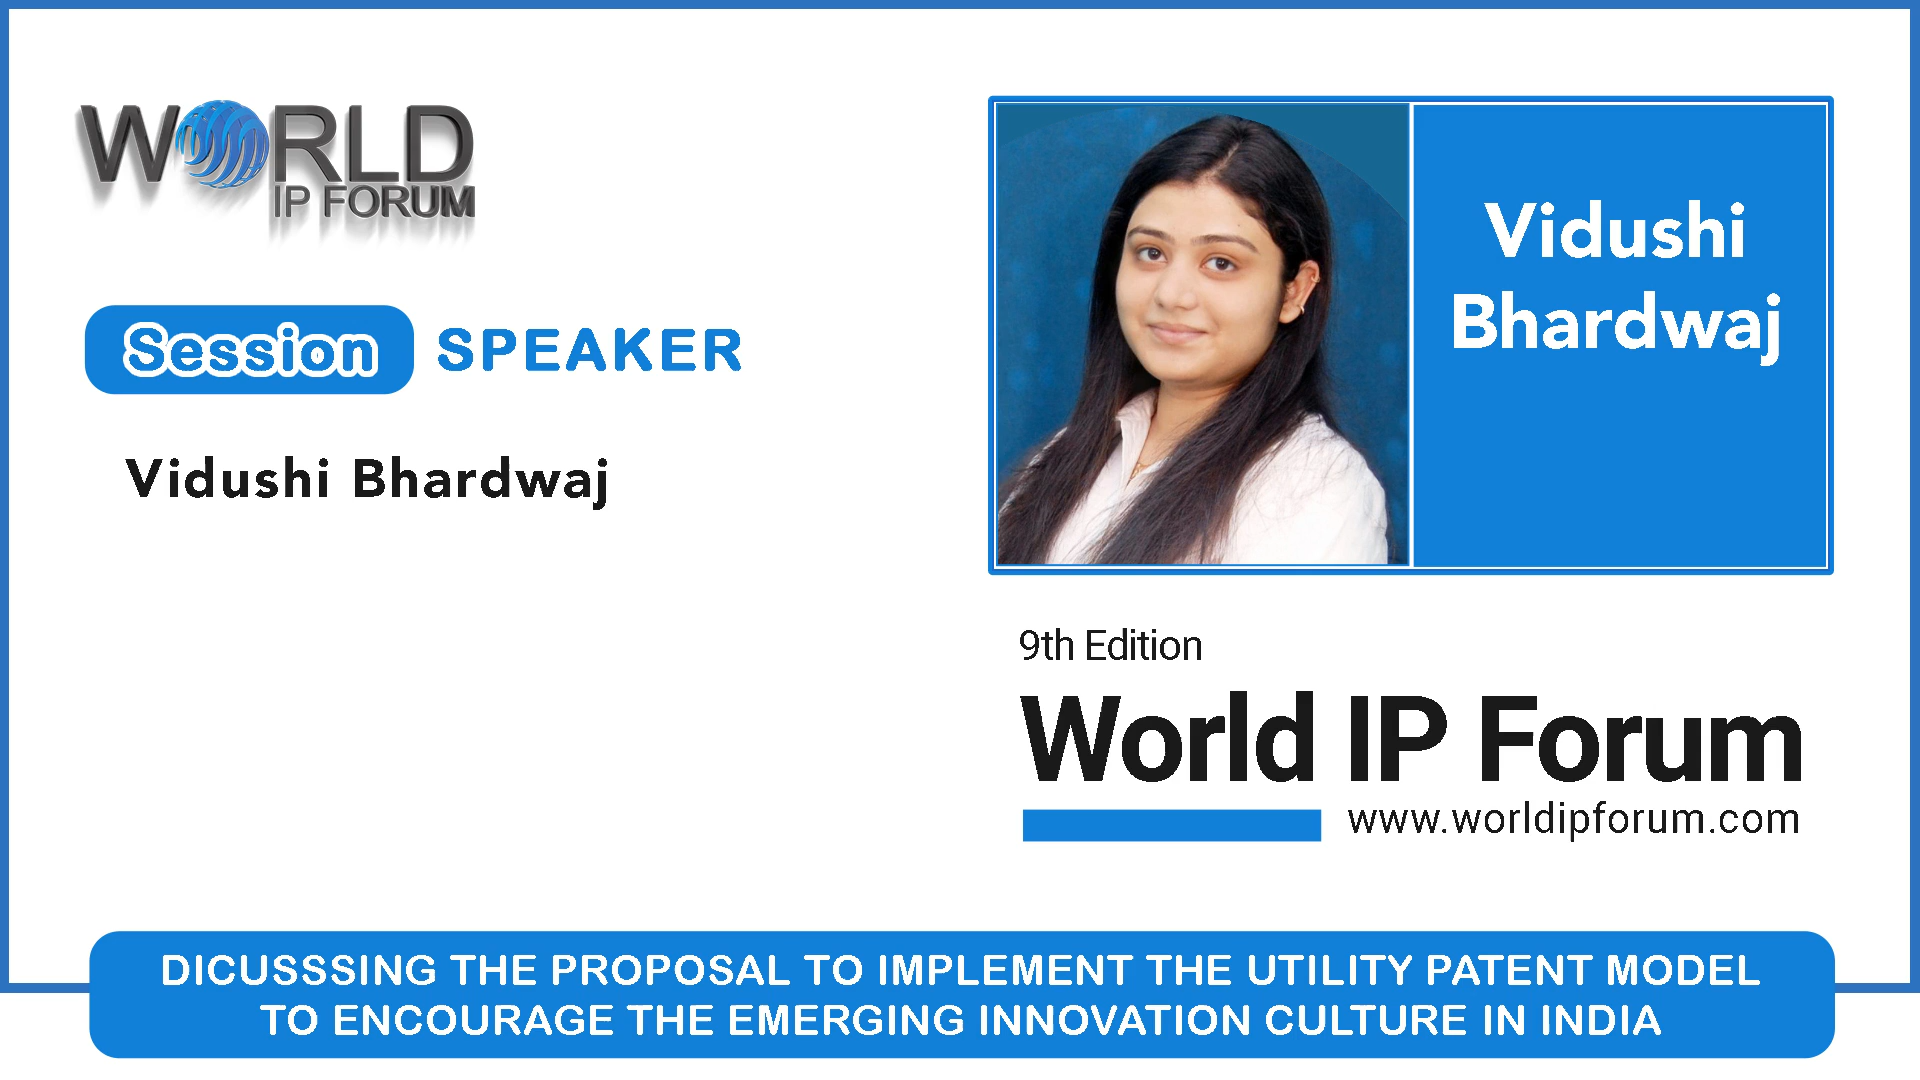 WORLD
IP FORUM
Session SPEAKER
Vidushi Bhardwaj
Vidushi
Bhardwaj
9th Edition
World IP Forum
www.worldipforum.com
DICUSSSING THE PROPOSAL TO IMPLEMENT THE UTILITY PATENT MODEL
TO ENCOURAGE THE EMERGING INNOVATION CULTURE IN INDIA